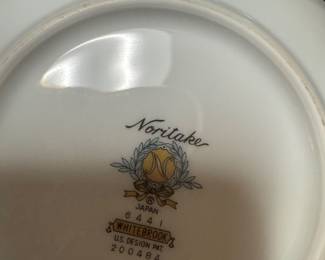 Noritake
N
®
JAPAN
6441
WHITEBROOK
U.S. DESIGN PAT.
200484